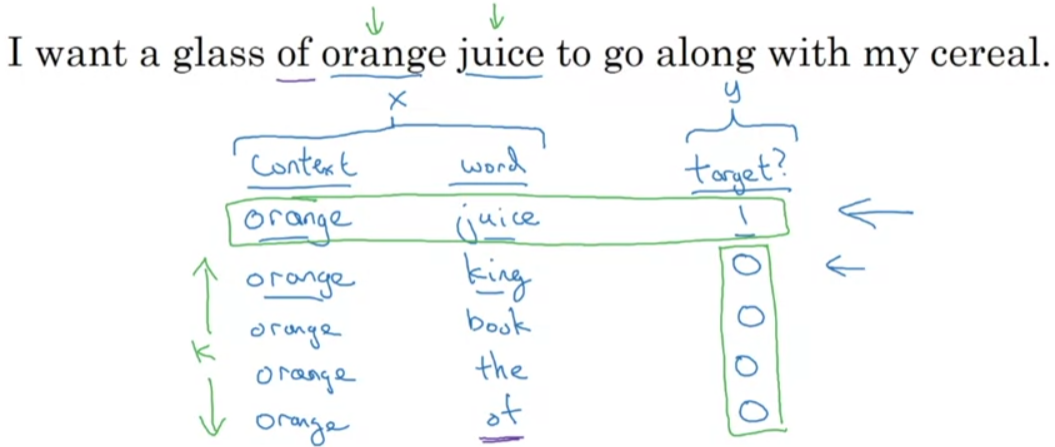 I want a glass of orange juice to go along with my cereal.
x y
context word target?
orange juice 1
orange king 0
orange book 0
k
orange the 0
orange of 0